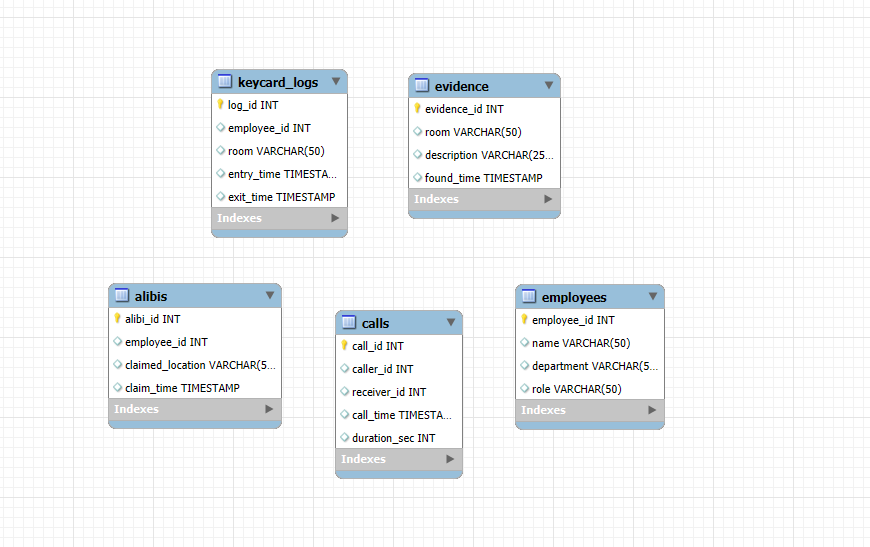 keycard_logs
log_id INT
employee_id INT
room VARCHAR(50)
entry_time TIMESTA...
exit_time TIMESTAMP
Indexes
evidence
evidence_id INT
room VARCHAR(50)
description VARCHAR(25...
found_time TIMESTAMP
Indexes
alibis
alibi_id INT
employee_id INT
claimed_location VARCHAR(5...
claim_time TIMESTAMP
Indexes
calls
call_id INT
caller_id INT
receiver_id INT
call_time TIMESTA...
duration_sec INT
Indexes
employees
employee_id INT
name VARCHAR(50)
department VARCHAR(5...
role VARCHAR(50)
Indexes